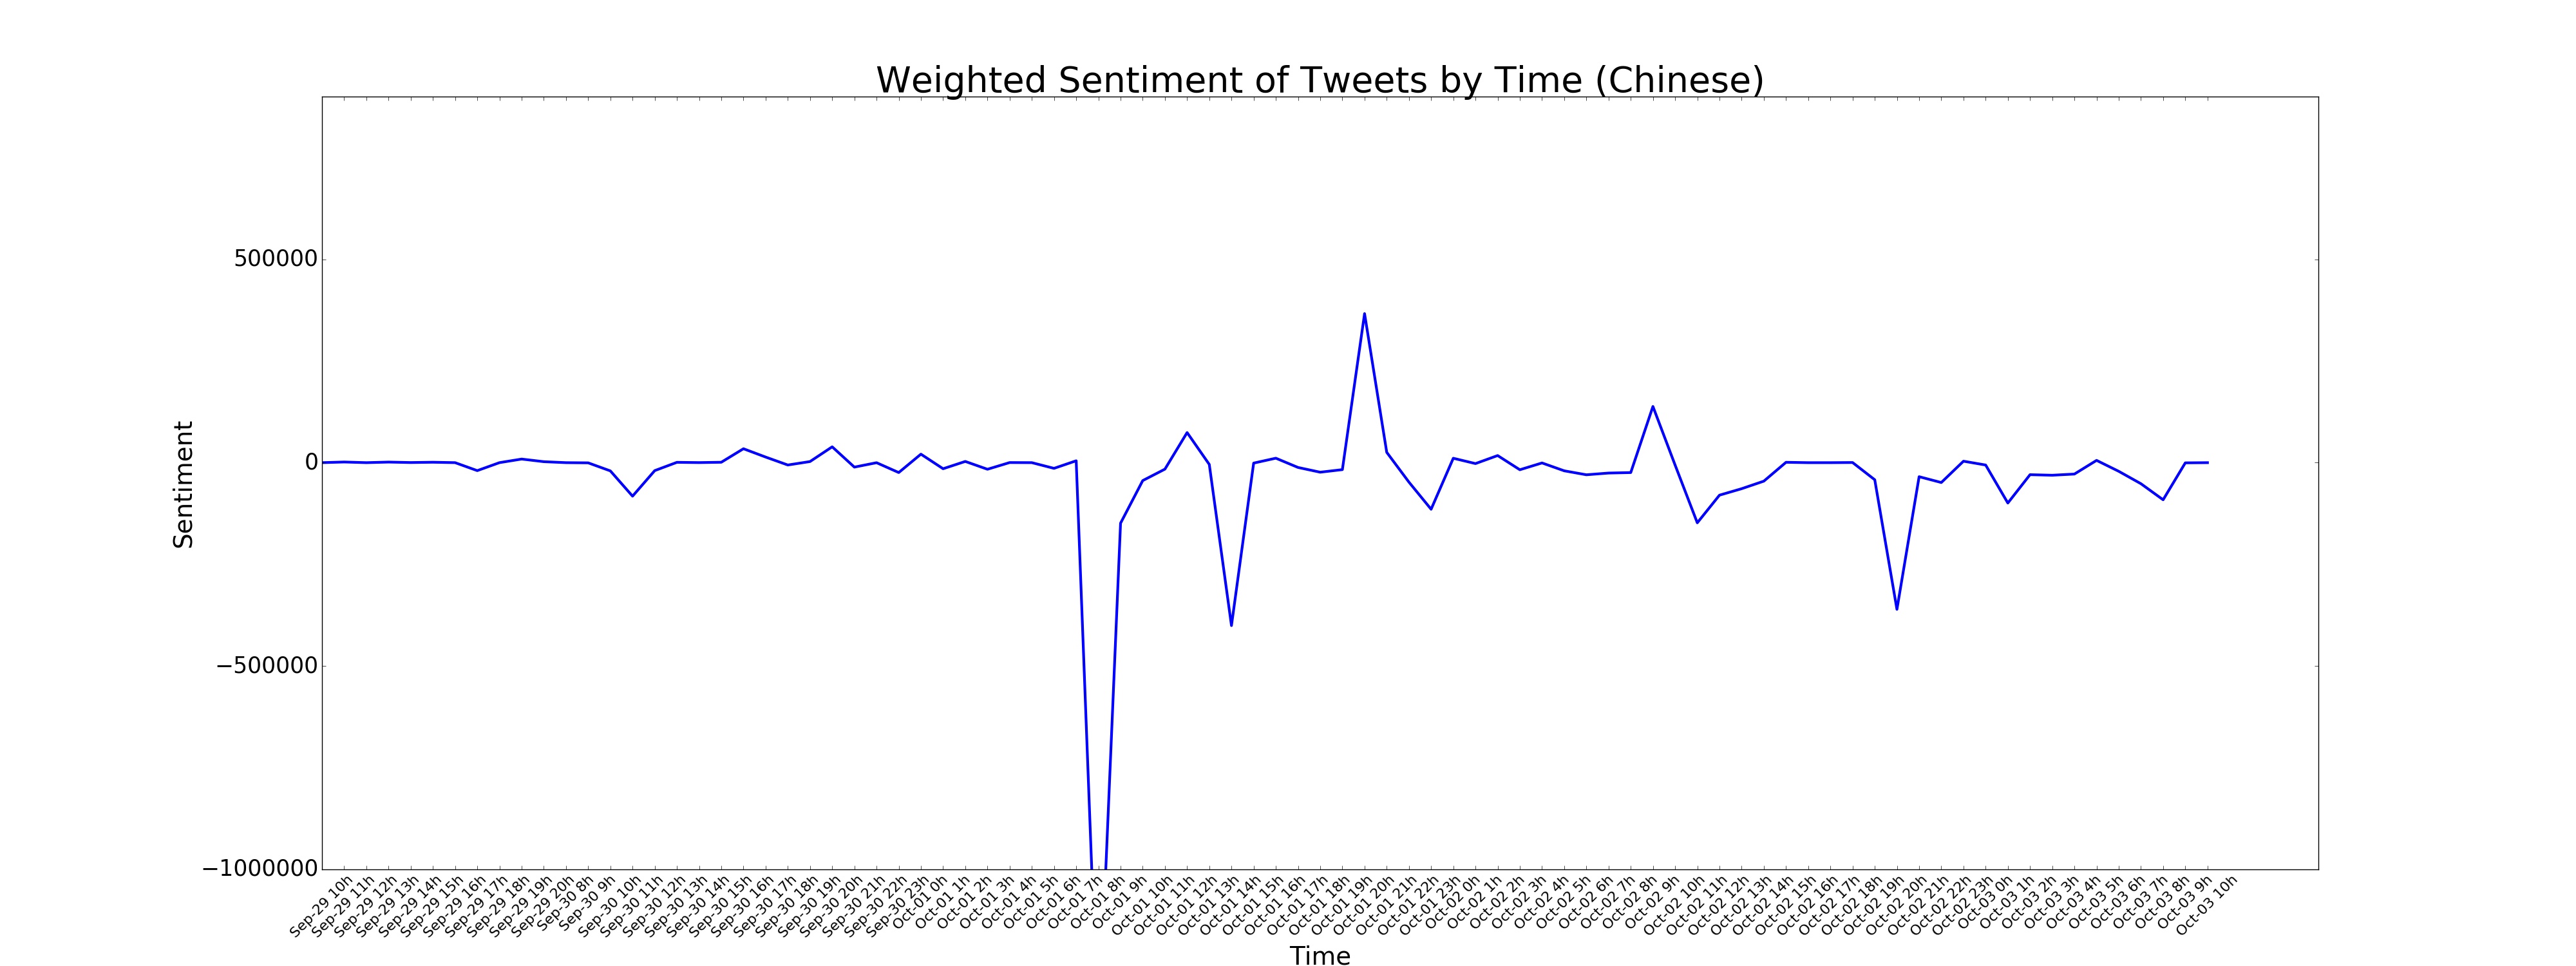 Weighted Sentiment of Tweets by Time (Chinese)
500000
0
−500000
−1000000
Sentiment
Sep-29 10h
Sep-29 11h
Sep-29 12h
Sep-29 13h
Sep-29 14h
Sep-29 15h
Sep-29 16h
Sep-29 17h
Sep-29 18h
Sep-29 19h
Sep-29 20h
Sep-30 8h
Sep-30 9h
Sep-30 10h
Sep-30 11h
Sep-30 12h
Sep-30 13h
Sep-30 14h
Sep-30 15h
Sep-30 16h
Sep-30 17h
Sep-30 18h
Sep-30 19h
Sep-30 20h
Sep-30 21h
Sep-30 22h
Sep-30 23h
Oct-01 0h
Oct-01 1h
Oct-01 2h
Oct-01 3h
Oct-01 4h
Oct-01 5h
Oct-01 6h
Oct-01 7h
Oct-01 8h
Oct-01 9h
Oct-01 10h
Oct-01 11h
Oct-01 12h
Oct-01 13h
Oct-01 14h
Oct-01 15h
Oct-01 16h
Oct-01 17h
Oct-01 18h
Oct-01 19h
Oct-01 20h
Oct-01 21h
Oct-01 22h
Oct-01 23h
Oct-02 0h
Oct-02 1h
Oct-02 2h
Oct-02 3h
Oct-02 4h
Oct-02 5h
Oct-02 6h
Oct-02 7h
Oct-02 8h
Oct-02 9h
Oct-02 10h
Oct-02 11h
Oct-02 12h
Oct-02 13h
Oct-02 14h
Oct-02 15h
Oct-02 16h
Oct-02 17h
Oct-02 18h
Oct-02 19h
Oct-02 20h
Oct-02 21h
Oct-02 22h
Oct-02 23h
Oct-03 0h
Oct-03 1h
Oct-03 2h
Oct-03 3h
Oct-03 4h
Oct-03 5h
Oct-03 6h
Oct-03 7h
Oct-03 8h
Oct-03 9h
Oct-03 10h
Time